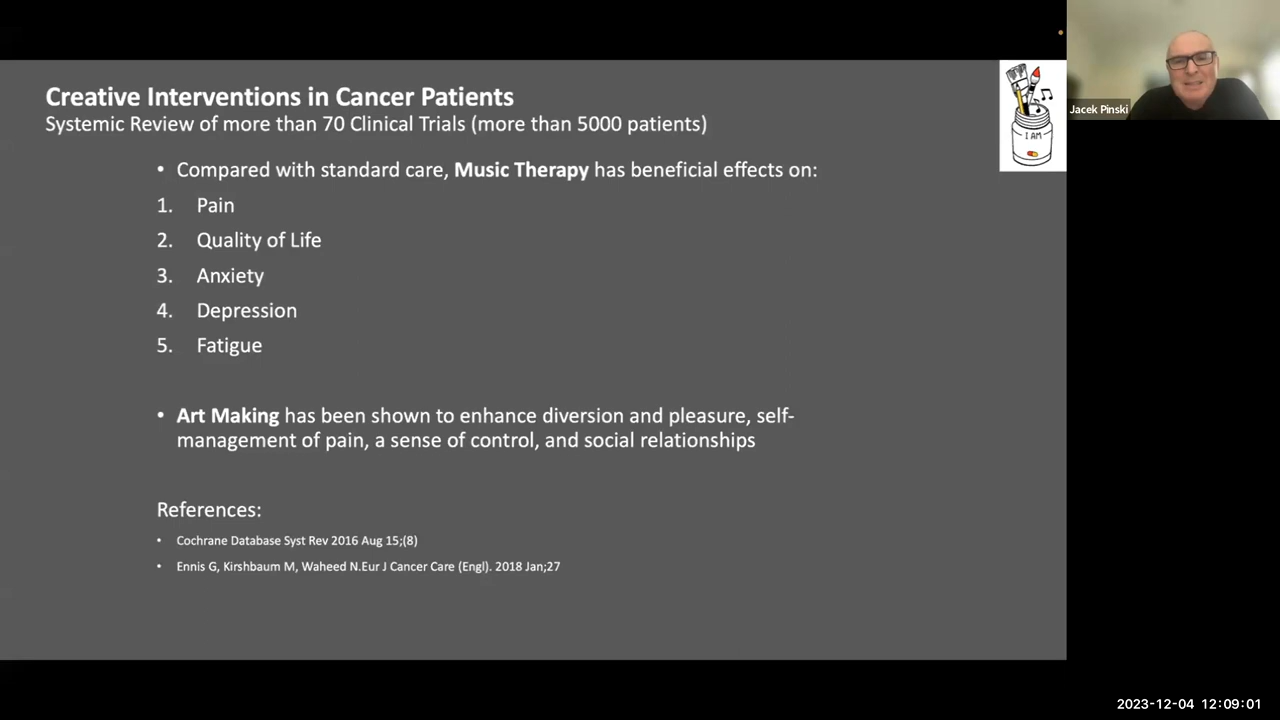 Creative Interventions in Cancer Patients
Systemic Review of more than 70 Clinical Trials (more than 5000 patients)
• Compared with standard care, Music Therapy has beneficial effects on:
1. Pain
2. Quality of Life
3. Anxiety
4. Depression
5. Fatigue
• Art Making has been shown to enhance diversion and pleasure, self-
management of pain, a sense of control, and social relationships
References:
• Cochrane Database Syst Rev 2016 Aug 15;(8)
• Ennis G, Kirshbaum M, Waheed N.Eur J Cancer Care (Engl). 2018 Jan;27
I AM
Jacek Pinski
2023-12-04 12:09:01